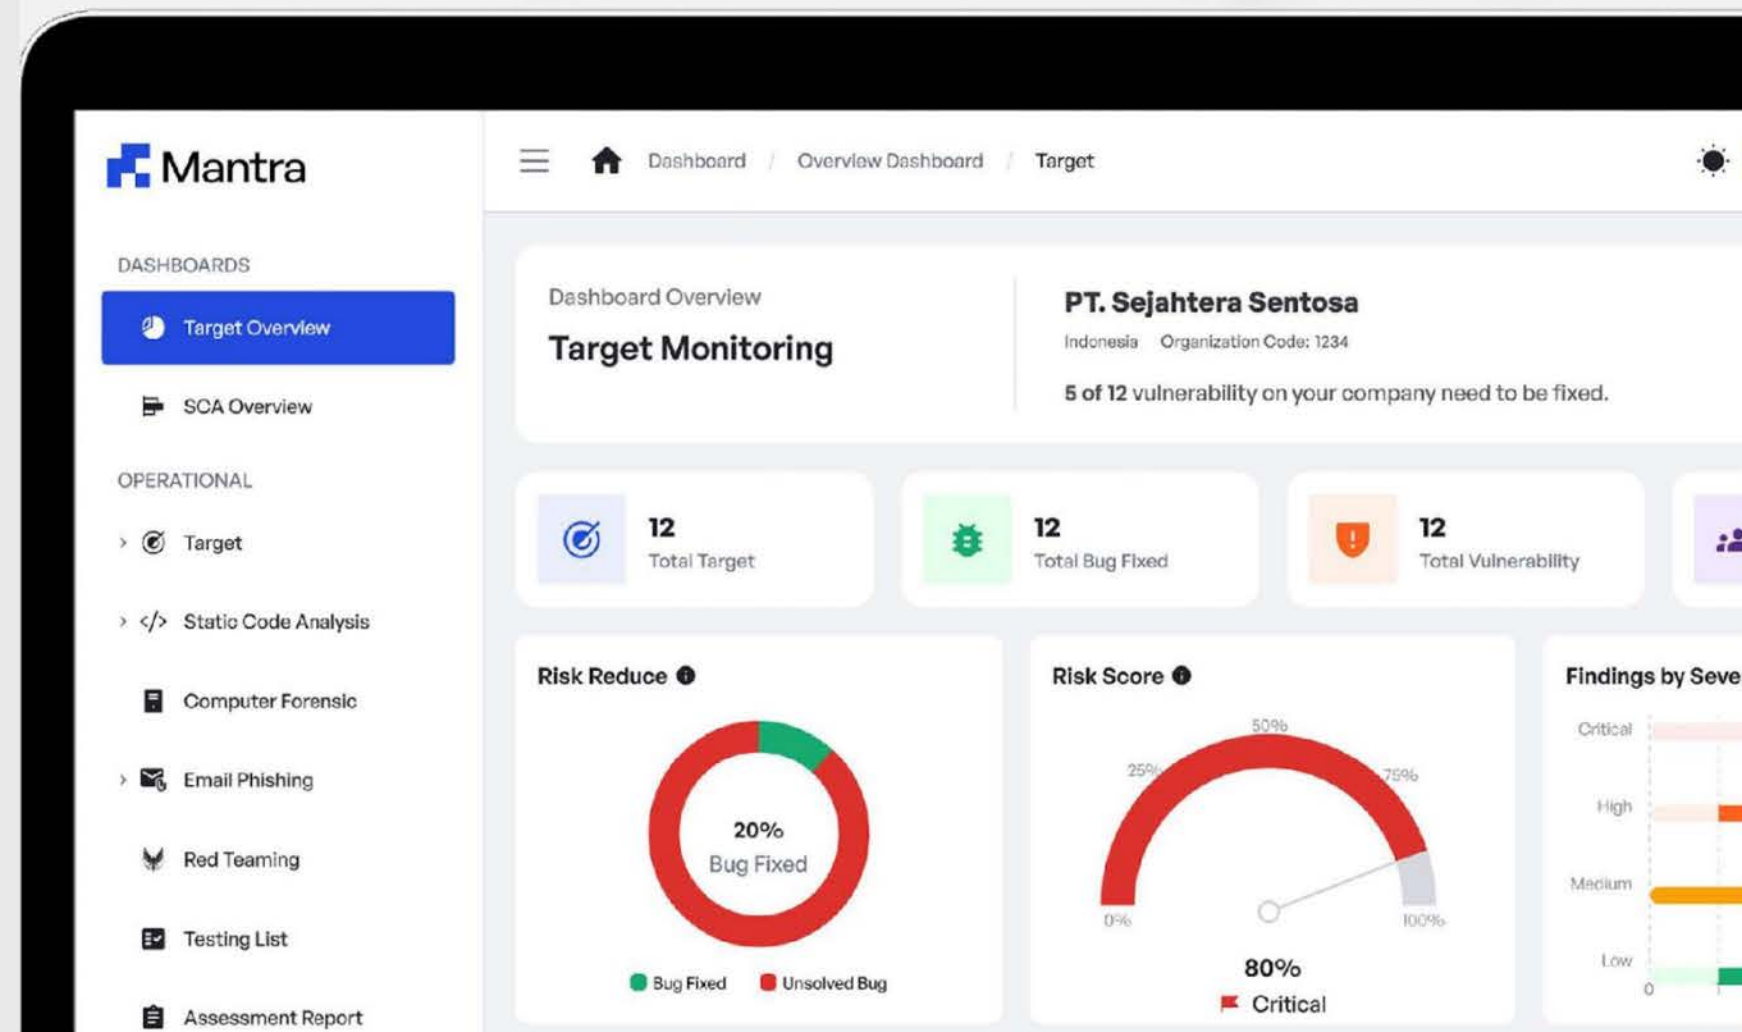 Mantra
Dashboard / Overview Dashboard / Target
DASHBOARDS
Target Overview
SCA Overview
OPERATIONAL
Target
Static Code Analysis
Computer Forensic
Email Phishing
Red Teaming
Testing List
Assessment Report
Dashboard Overview
Target Monitoring
PT. Sejahtera Sentosa
Indonesia Organization Code: 1234
5 of 12 vulnerability on your company need to be fixed.
12
Total Target
12
Total Bug Fixed
12
Total Vulnerability
Risk Reduce
20%
Bug Fixed
Bug Fixed
Unsolved Bug
Risk Score
50%
25%
75%
0%
100%
80%
Critical
Findings by Seve
Critical
High
Medium
Low
0